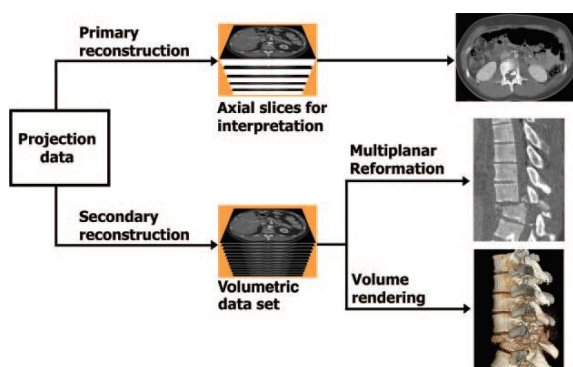 Primary
reconstruction
Axial slices for
interpretation
Projection
data
Multiplanar
Reformation
Secondary
reconstruction
Volumetric
data set
Volume
rendering